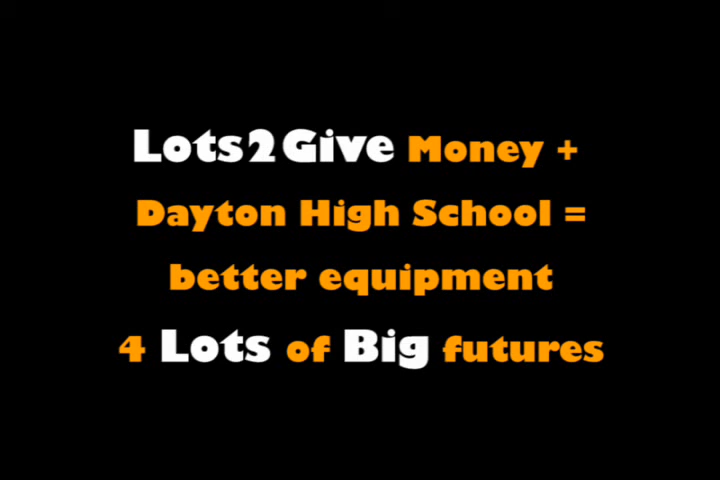 Lots2Give Money +
Dayton High School =
better equipment
4 Lots of Big futures